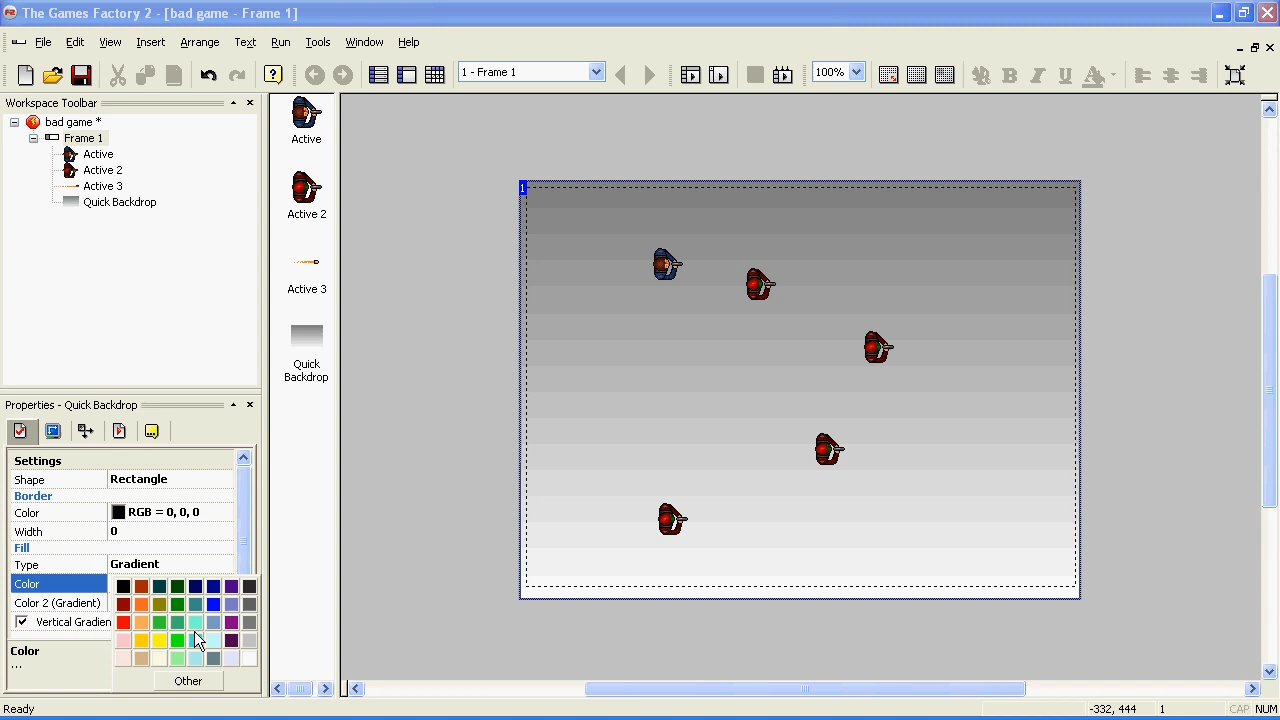 The Games Factory 2 - [bad game - Frame 1]
File Edit View Insert Arrange Text Run Tools Window Help
1 - Frame 1
100%
B I U A
Workspace Toolbar
bad game *
Frame 1
Active
Active 2
Active 3
Quick Backdrop
Active
Active 2
Active 3
Quick
Backdrop
1
Properties - Quick Backdrop
Settings
Shape Rectangle
Border
Color RGB = 0, 0, 0
Width 0
Fill
Type Gradient
Color
Color 2 (Gradient)
Vertical Gradien
Color
...
Other
Ready
-332, 444
1
CAP NUM